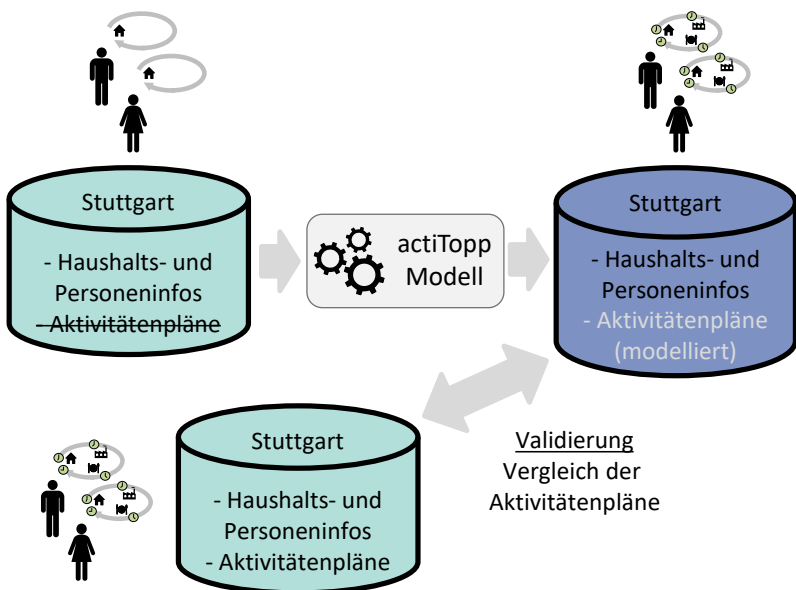 Stuttgart
- Haushalts- und
Personeninfos
- Aktivitätenpläne
actiTopp
Modell
Stuttgart
- Haushalts- und
Personeninfos
- Aktivitätenpläne
(modelliert)
Stuttgart
- Haushalts- und
Personeninfos
- Aktivitätenpläne
Validierung
Vergleich der
Aktivitätenpläne